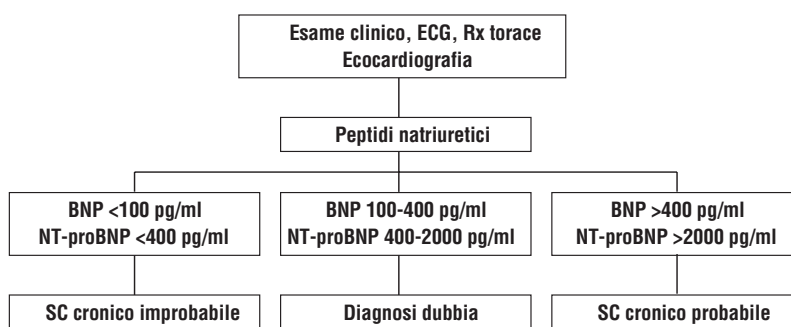 Esame clinico, ECG, Rx torace
Ecocardiografia
Peptidi natriuretici
BNP <100 pg/ml
NT-proBNP <400 pg/ml
BNP 100-400 pg/ml
NT-proBNP 400-2000 pg/ml
BNP >400 pg/ml
NT-proBNP >2000 pg/ml
SC cronico improbabile
Diagnosi dubbia
SC cronico probabile